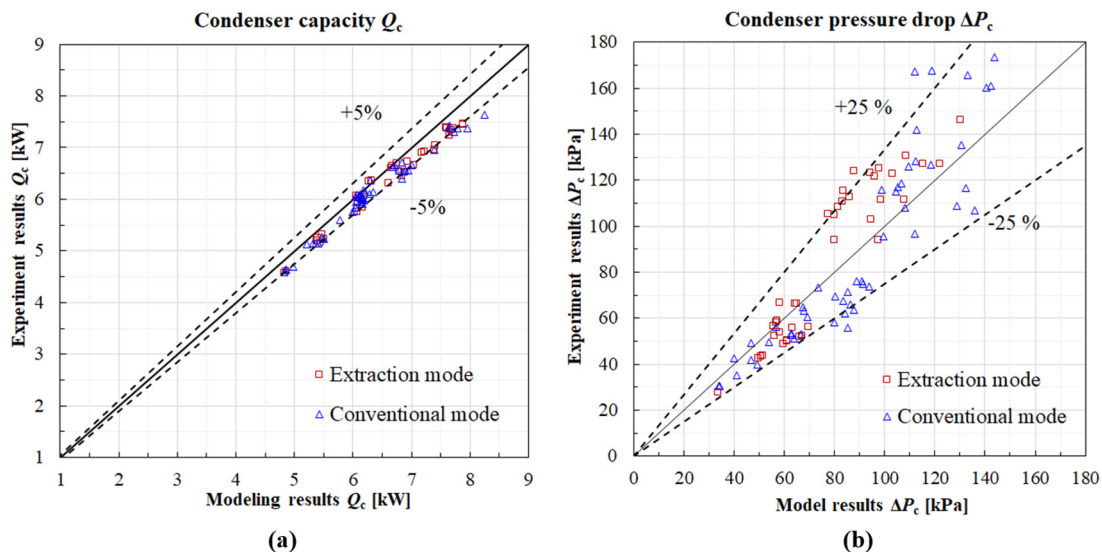 Condenser capacity Qc
Experiment results Qc [kW]
9
8
7
6
5
4
3
2
1
+5%
-5%
Extraction mode
Conventional mode
1 2 3 4 5 6 7 8 9
Modeling results Qc [kW]
(a)
Condenser pressure drop ΔPc
Experiment results ΔPc [kPa]
180
160
140
120
100
80
60
40
20
0
+25 %
-25 %
Extraction mode
Conventional mode
0 20 40 60 80 100 120 140 160 180
Model results ΔPc [kPa]
(b)